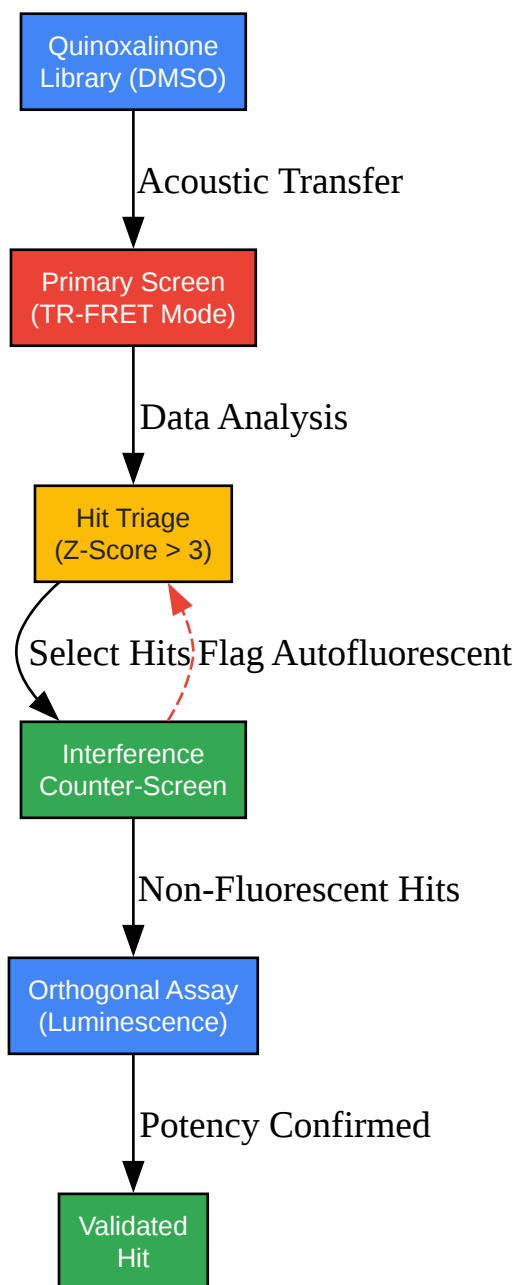 Quinoxalinone
Library (DMSO)
Acoustic Transfer
Primary Screen
(TR-FRET Mode)
Data Analysis
Hit Triage
(Z-Score > 3)
Select Hits
Flag Autofluorescent
Interference
Counter-Screen
Non-Fluorescent Hits
Orthogonal Assay
(Luminescence)
Potency Confirmed
Validated
Hit